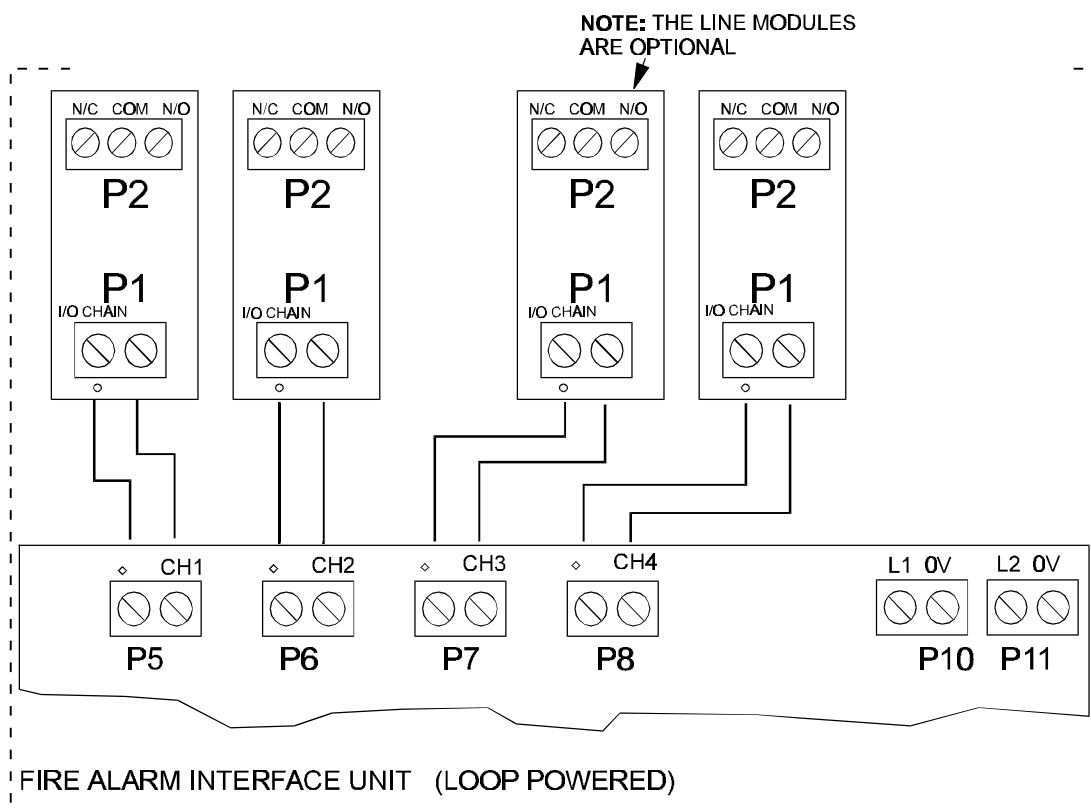 NOTE: THE LINE MODULES
ARE OPTIONAL
N/C COM N/O N/C COM N/O N/C COM N/O N/C COM N/O
P2 P2 P2 P2
P1 P1 P1 P1
I/O CHAIN I/O CHAIN I/O CHAIN I/O CHAIN
CH1 CH2 CH3 CH4 L1 0V L2 0V
P5 P6 P7 P8 P10 P11
FIRE ALARM INTERFACE UNIT (LOOP POWERED)